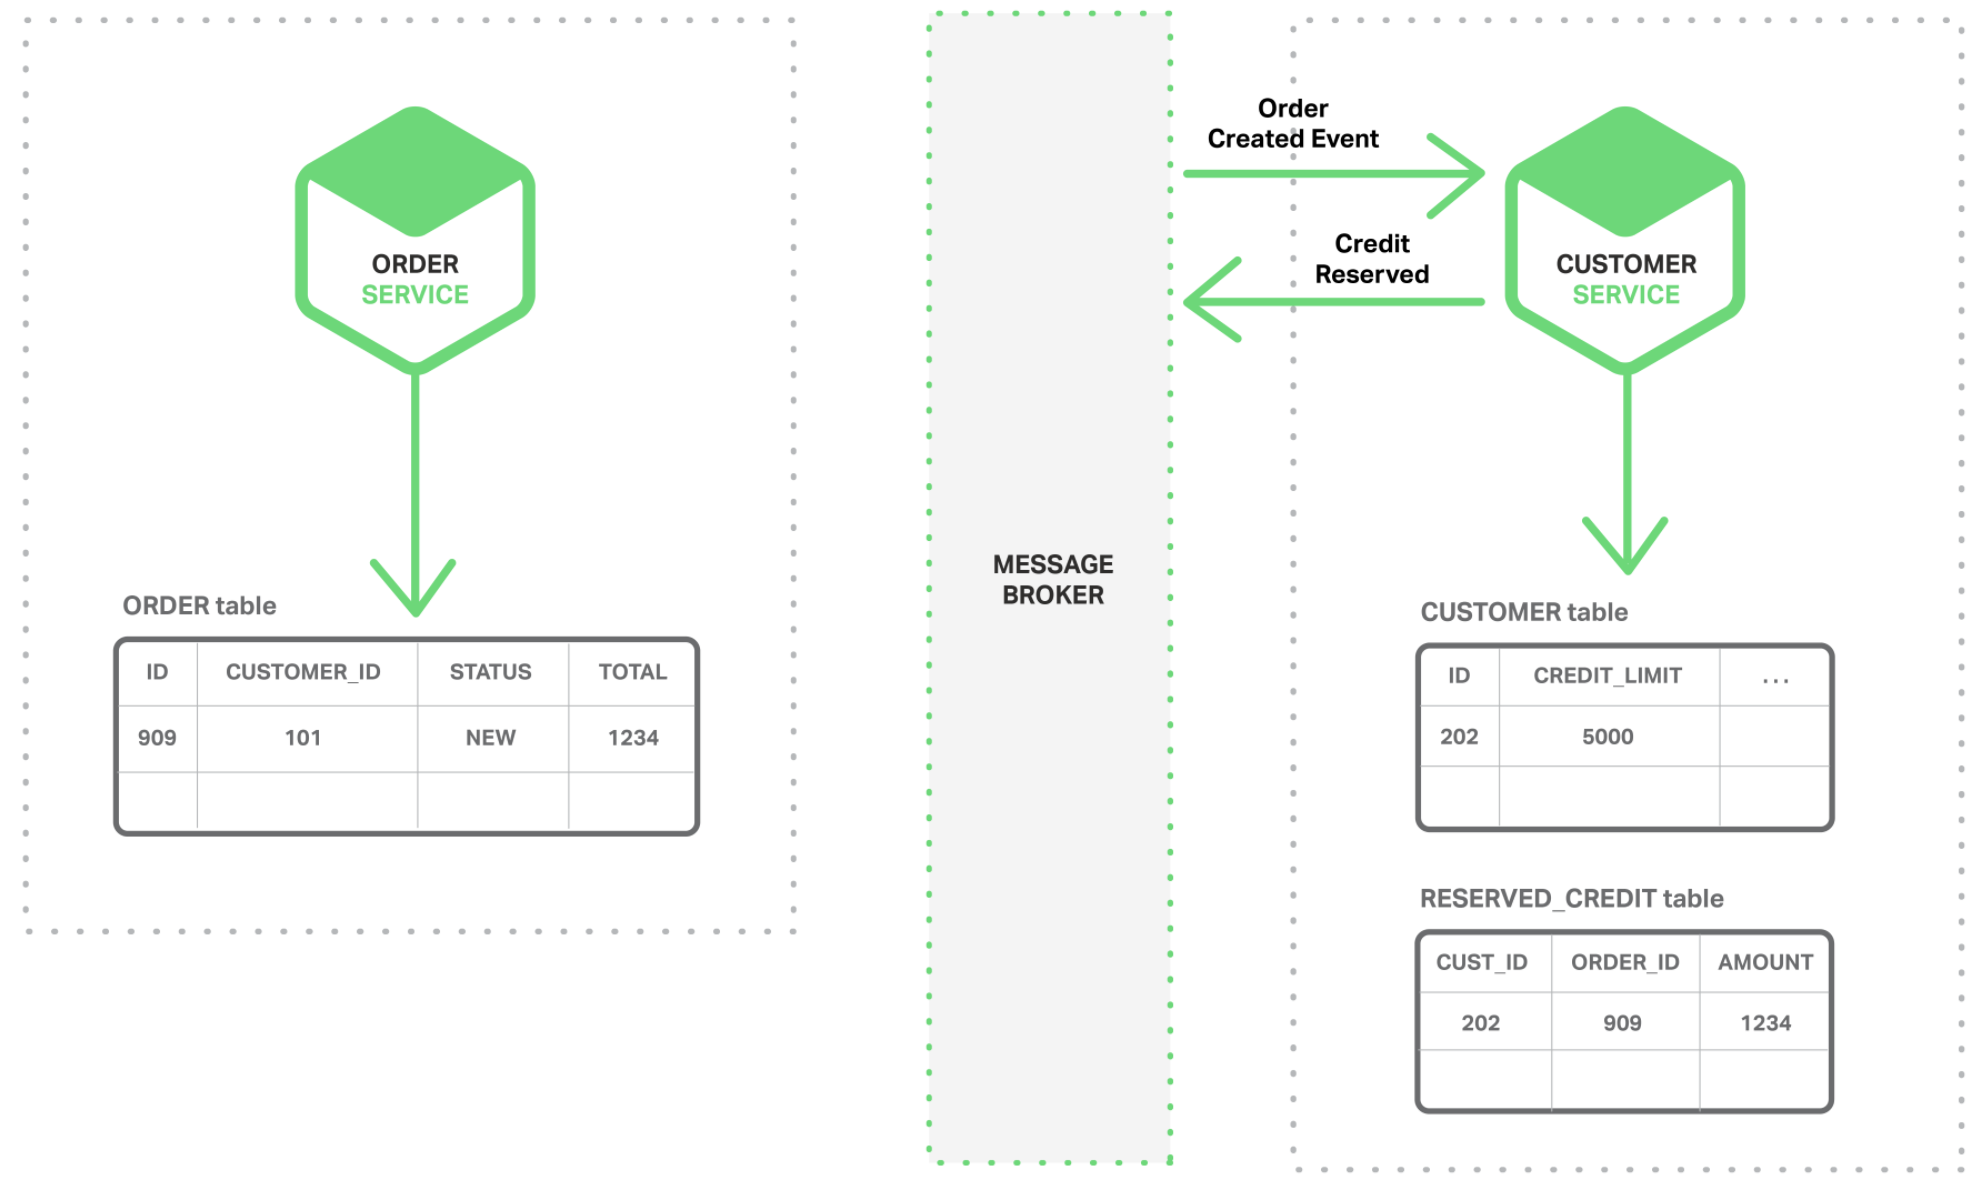 ORDER
SERVICE
ORDER table
ID CUSTOMER_ID STATUS TOTAL
909 101 NEW 1234
MESSAGE
BROKER
Order
Created Event
Credit
Reserved
CUSTOMER
SERVICE
CUSTOMER table
ID CREDIT_LIMIT ...
202 5000
RESERVED_CREDIT table
CUST_ID ORDER_ID AMOUNT
202 909 1234